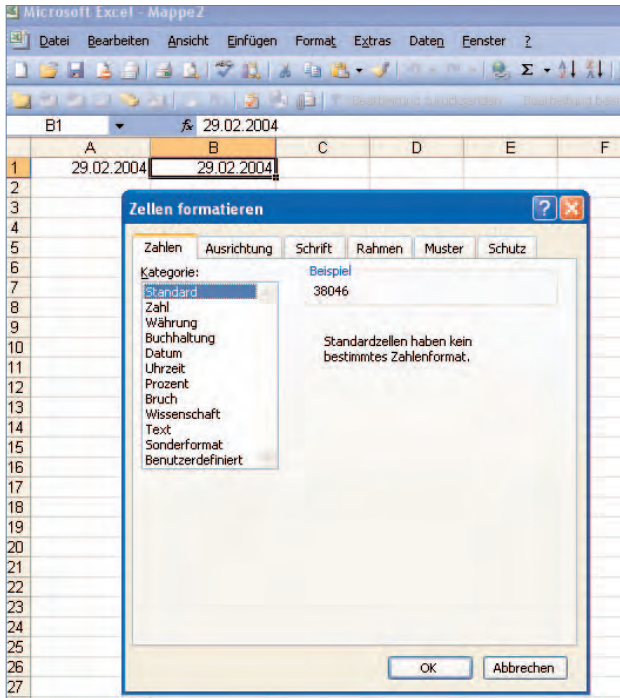 Microsoft Excel - Mappe2
Datei Bearbeiten Ansicht Einfügen Format Extras Daten Fenster ?
B1 fx 29.02.2004
A B C D E F
1 29.02.2004 29.02.2004
2
3
4
5
6
7
8
9
10
11
12
13
14
15
16
17
18
19
20
21
22
23
24
25
26
27
Zellen formatieren
Zahlen Ausrichtung Schrift Rahmen Muster Schutz
Kategorie:
Standard
Zahl
Währung
Buchhaltung
Datum
Uhrzeit
Prozent
Bruch
Wissenschaft
Text
Sonderformat
Benutzerdefiniert
Beispiel
38046
Standardzellen haben kein
bestimmtes Zahlenformat.
OK Abbrechen